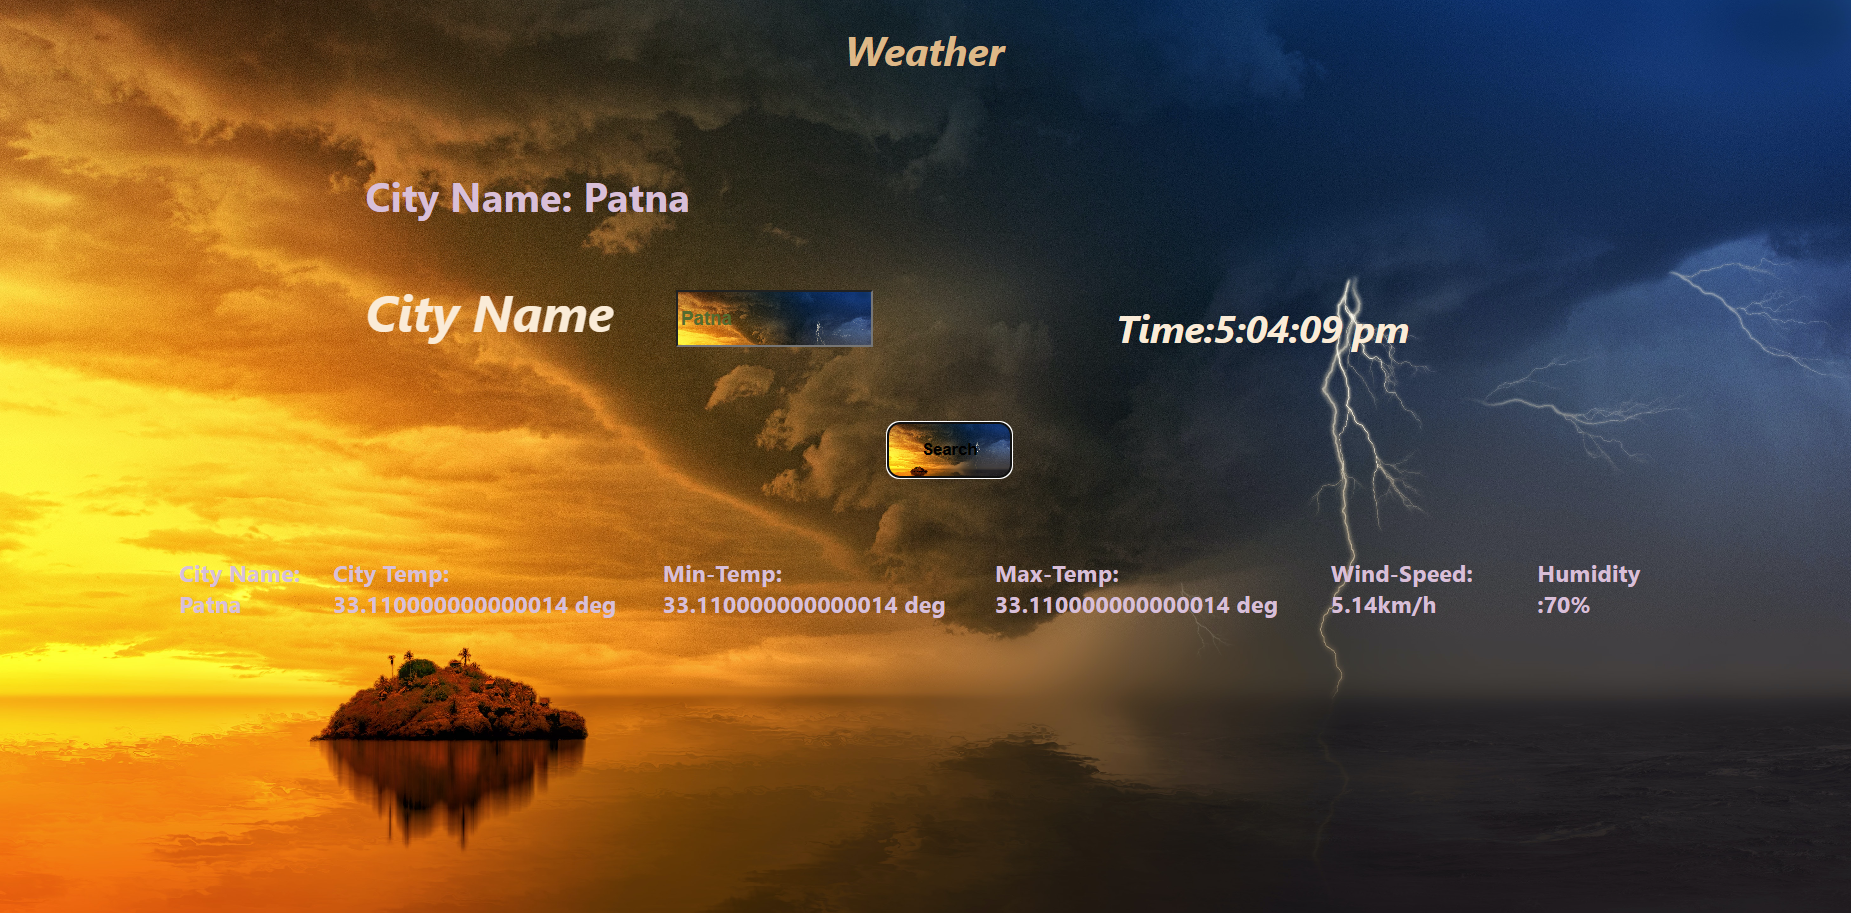 Weather
City Name: Patna
City Name
Patna
Time:5:04:09 pm
Search
City Name:
Patna
City Temp:
33.110000000000014 deg
Min-Temp:
33.110000000000014 deg
Max-Temp:
33.110000000000014 deg
Wind-Speed:
5.14km/h
Humidity
:70%